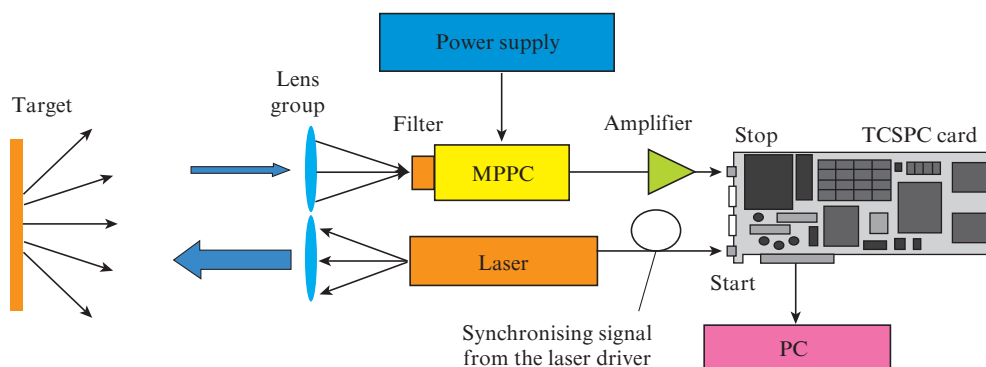 Power supply
Lens
group
Target
Filter
Amplifier
Stop
TCSPC card
MPPC
Laser
Start
Synchronising signal
from the laser driver
PC